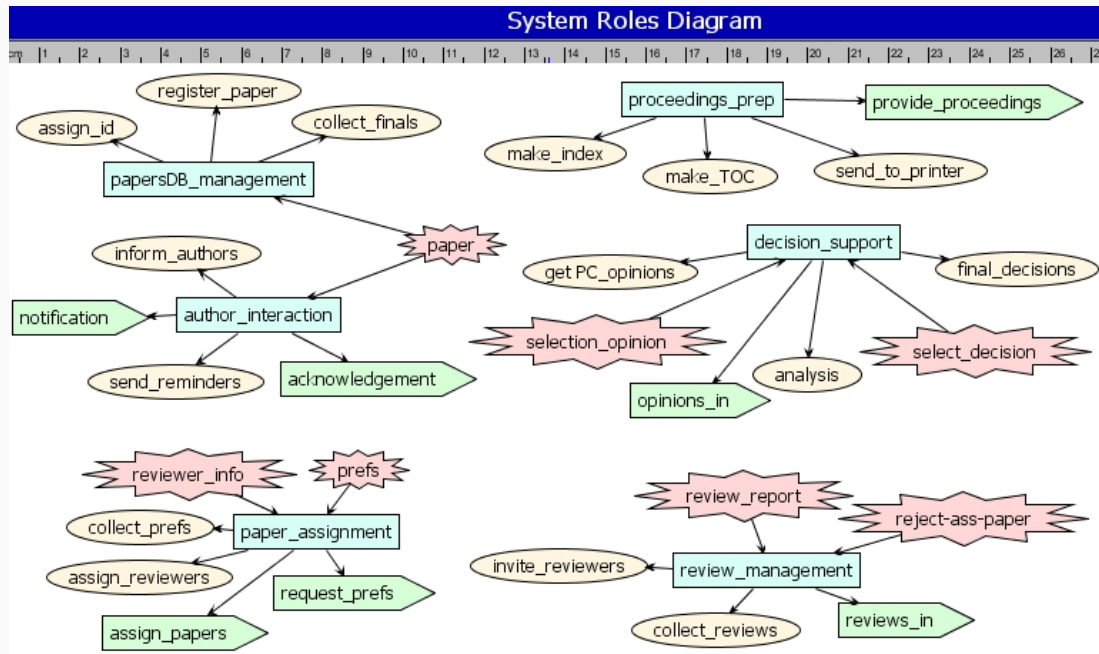 System Roles Diagram
cm 1 2 3 4 5 6 7 8 9 10 11 12 13 14 15 16 17 18 19 20 21 22 23 24 25 26 2
register_paper
assign_id
collect_finals
papersDB_management
paper
inform_authors
notification
author_interaction
send_reminders
acknowledgement
proceedings_prep
provide_proceedings
make_index
make_TOC
send_to_printer
decision_support
get PC_opinions
final_decisions
selection_opinion
select_decision
analysis
opinions_in
reviewer_info
prefs
collect_prefs
paper_assignment
assign_reviewers
request_prefs
assign_papers
review_report
reject-ass-paper
invite_reviewers
review_management
collect_reviews
reviews_in